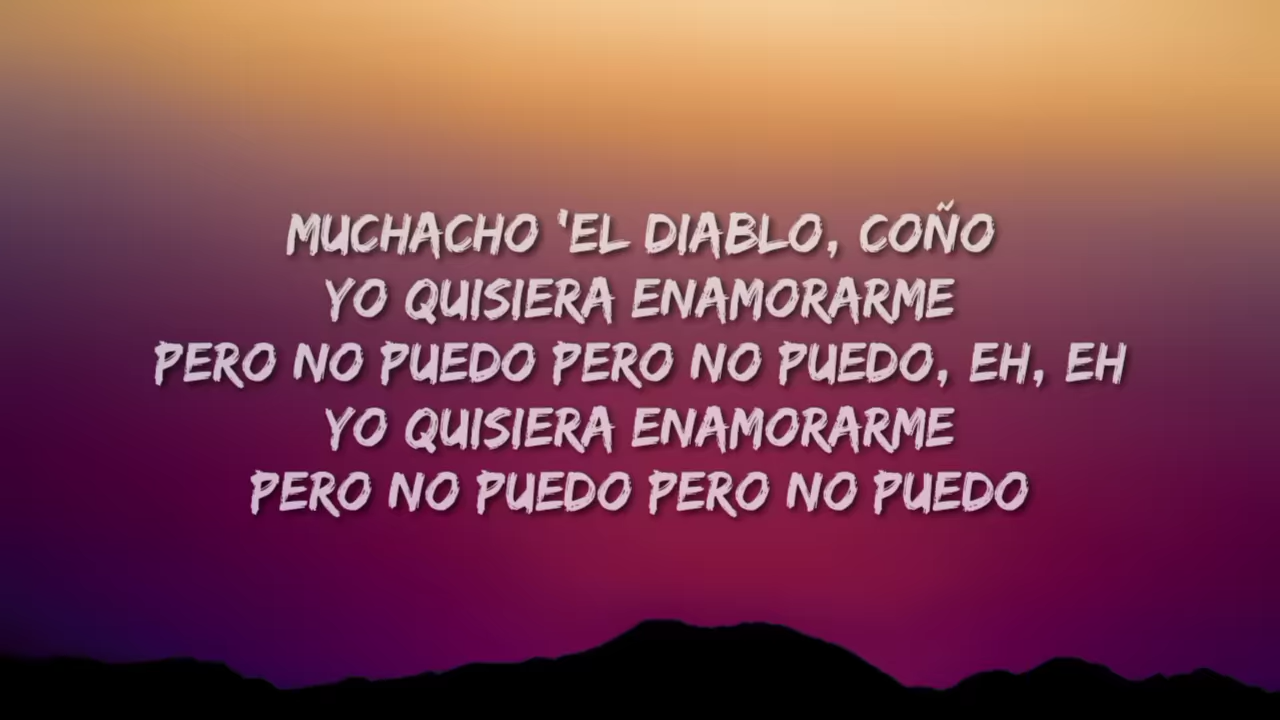 MUCHACHO 'EL DIABLO, COÑO
YO QUISIERA ENAMORARME
PERO NO PUEDO PERO NO PUEDO, EH, EH
YO QUISIERA ENAMORARME
PERO NO PUEDO PERO NO PUEDO